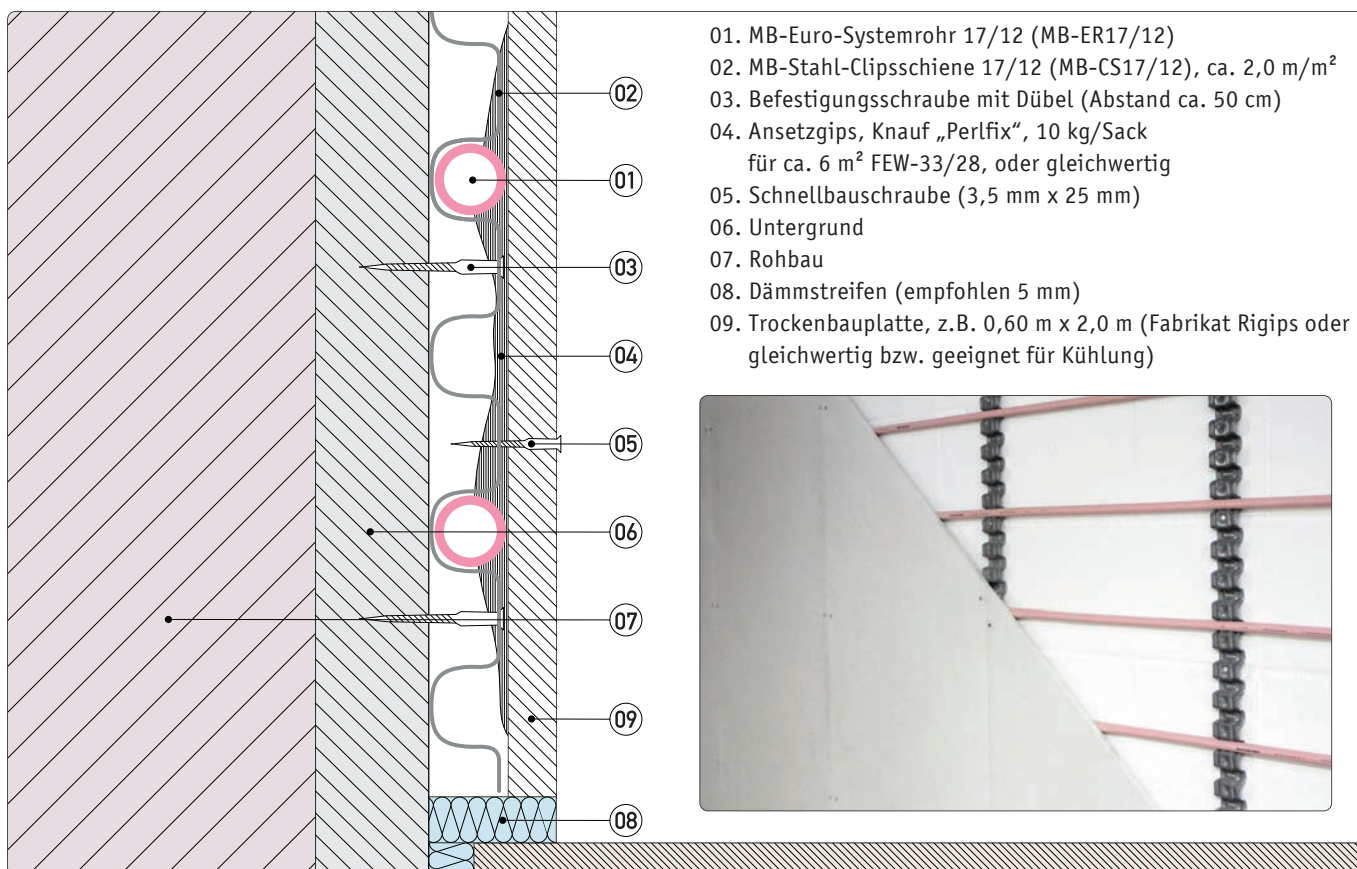 01. MB-Euro-Systemrohr 17/12 (MB-ER17/12)
02. MB-Stahl-Clipsschiene 17/12 (MB-CS17/12), ca. 2,0 m/m²
03. Befestigungsschraube mit Dübel (Abstand ca. 50 cm)
04. Ansetzgips, Knauf „Perlfix“, 10 kg/Sack
für ca. 6 m² FEW-33/28, oder gleichwertig
05. Schnellbauschraube (3,5 mm x 25 mm)
06. Untergrund
07. Rohbau
08. Dämmstreifen (empfohlen 5 mm)
09. Trockenbauplatte, z.B. 0,60 m x 2,0 m (Fabrikat Rigips oder
gleichwertig bzw. geeignet für Kühlung)
02
01
03
04
05
06
07
09
08